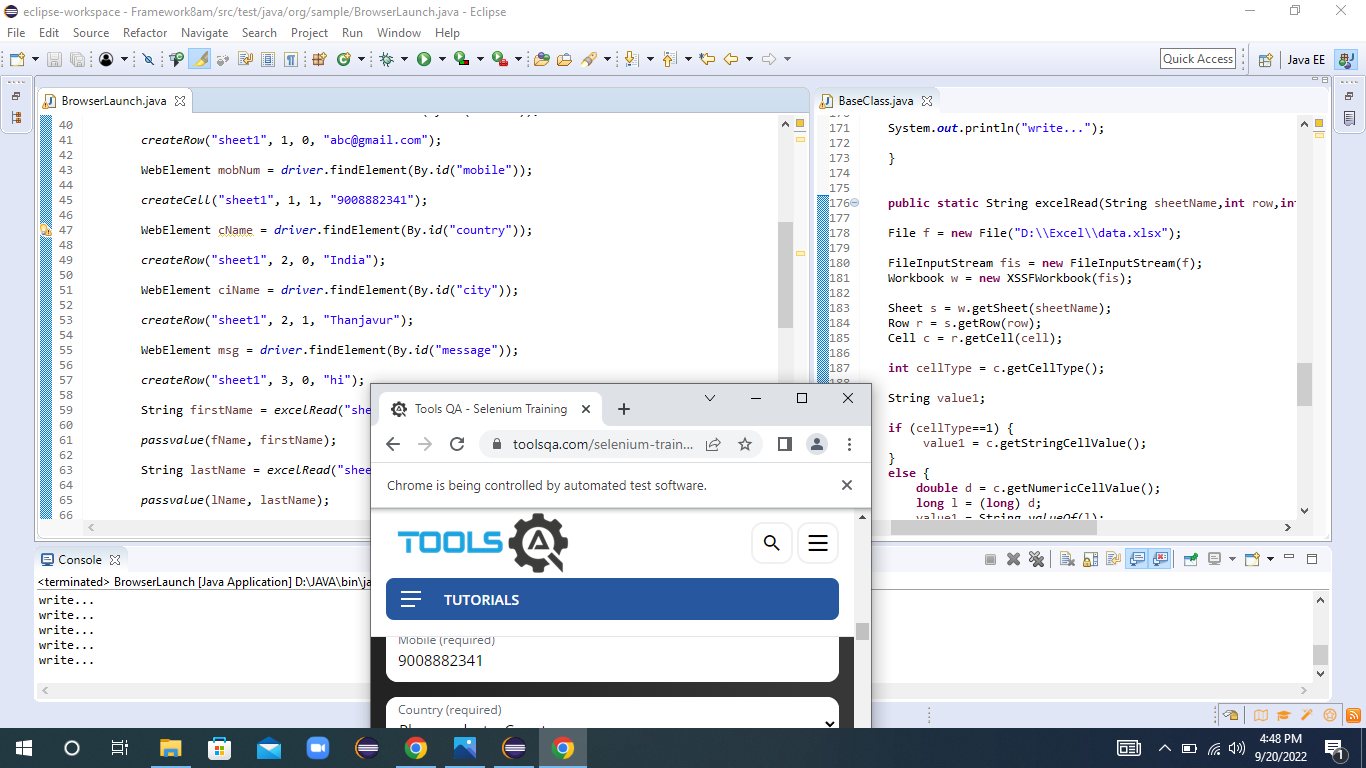 eclipse-workspace - Framework8am/src/test/java/org/sample/BrowserLaunch.java - Eclipse
File Edit Source Refactor Navigate Search Project Run Window Help
Quick Access
Java EE
BrowserLaunch.java
40
41 createRow("sheet1", 1, 0, "abc@gmail.com");
42
43 WebElement mobNum = driver.findElement(By.id("mobile"));
44
45 createCell("sheet1", 1, 1, "9008882341");
46
47 WebElement cName = driver.findElement(By.id("country"));
48
49 createRow("sheet1", 2, 0, "India");
50
51 WebElement ciName = driver.findElement(By.id("city"));
52
53 createRow("sheet1", 2, 1, "Thanjavur");
54
55 WebElement msg = driver.findElement(By.id("message"));
56
57 createRow("sheet1", 3, 0, "hi");
58
59 String firstName = excelRead("she
60
61 passvalue(fName, firstName);
62
63 String lastName = excelRead("shee
64
65 passvalue(lName, lastName);
66
BaseClass.java
171 System.out.println("write...");
172
173 }
174
175
176 public static String excelRead(String sheetName,int row,int
177
178 File f = new File("D:\\Excel\\data.xlsx");
179
180 FileInputStream fis = new FileInputStream(f);
181 Workbook w = new XSSFWorkbook(fis);
182
183 Sheet s = w.getSheet(sheetName);
184 Row r = s.getRow(row);
185 Cell c = r.getCell(cell);
186
187 int cellType = c.getCellType();
188
String value1;
if (cellType==1) {
value1 = c.getStringCellValue();
}
else {
double d = c.getNumericCellValue();
long l = (long) d;
value1 = String.valueOf(l);
Tools QA - Selenium Training
toolsqa.com/selenium-train...
Chrome is being controlled by automated test software.
TOOLS
TUTORIALS
Mobile (required)
9008882341
Country (required)
Console
<terminated> BrowserLaunch [Java Application] D:\JAVA\bin\ja
write...
write...
write...
write...
write...
4:48 PM
9/20/2022
1